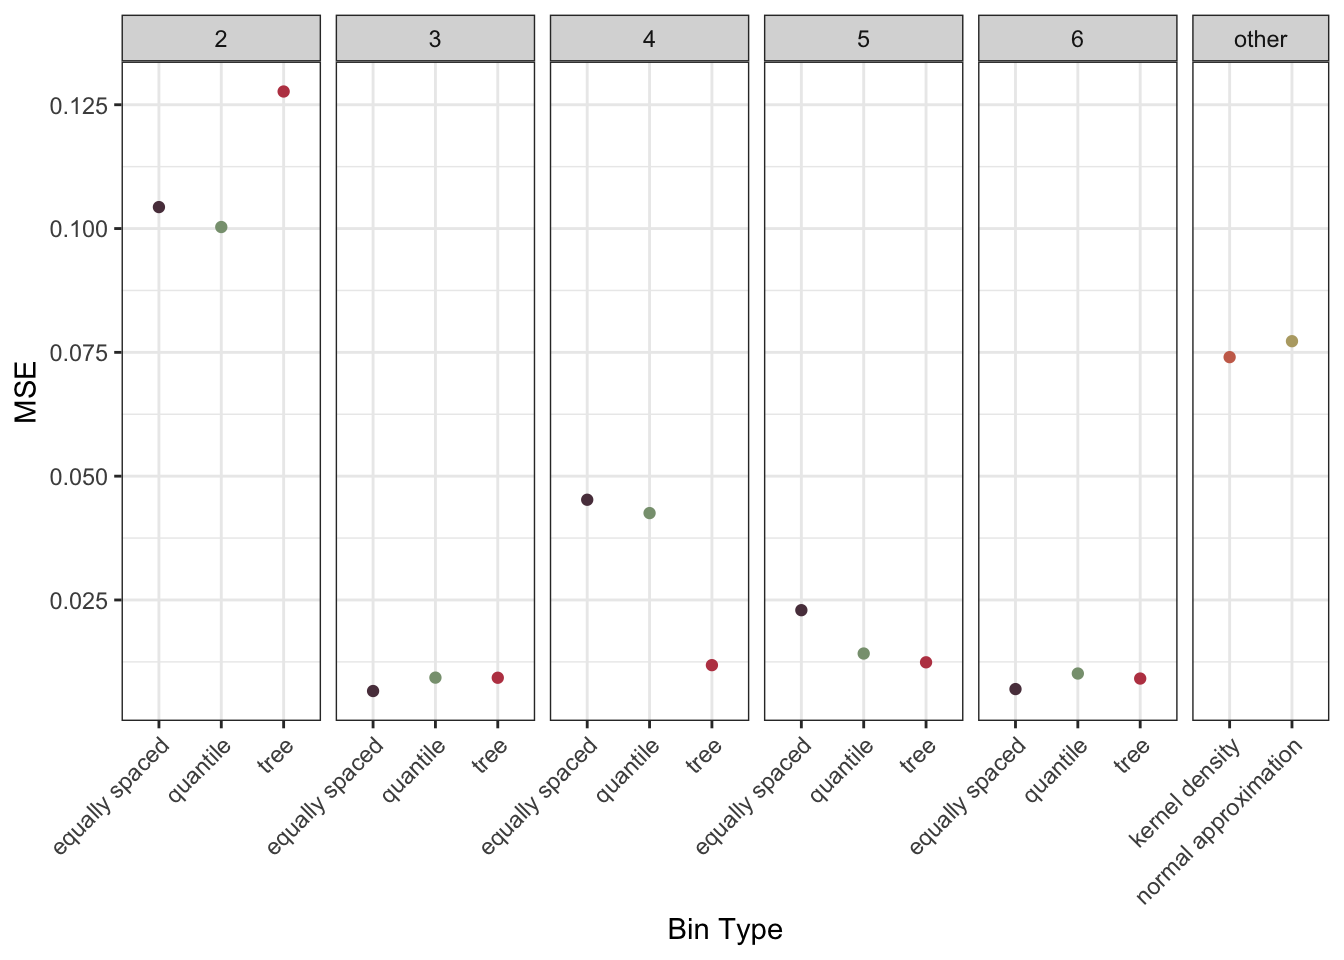 2 3 4 5 6 other
MSE
0.125
0.100
0.075
0.050
0.025
equally spaced quantile tree equally spaced quantile tree equally spaced quantile tree equally spaced quantile tree equally spaced quantile tree kernel density normal approximation
Bin Type